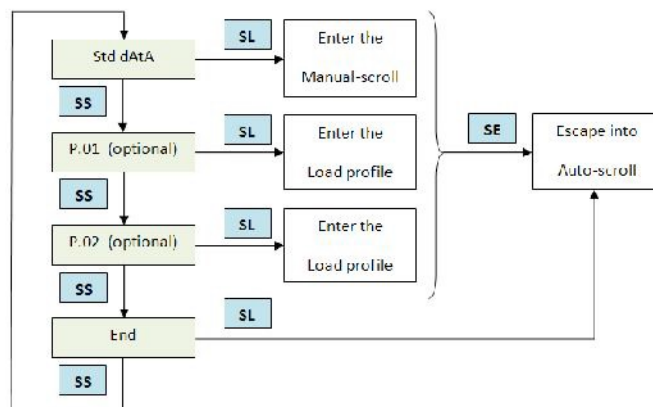 Std dAtA
SL
Enter the
Manual-scroll
SS
P.01 (optional)
SL
Enter the
Load profile
SE
Escape into
Auto-scroll
SS
P.02 (optional)
SL
Enter the
Load profile
SS
End
SL
SS